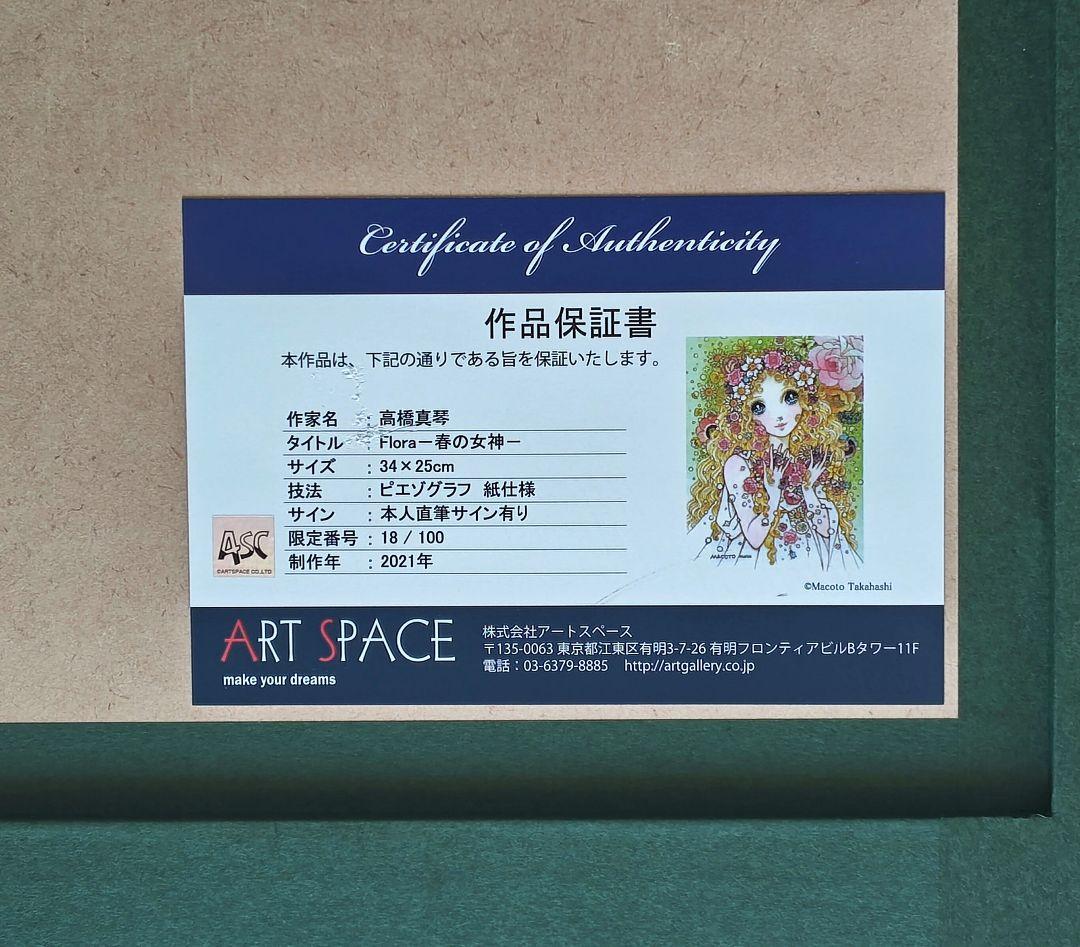 Certificate of Authenticity
作品保証書
本作品は、下記の通りである旨を保証いたします。
作家名 : 高橋真琴
タイトル : Flora－春の女神－
サイズ : 34×25cm
技法 : ピエゾグラフ 紙仕様
サイン : 本人直筆サイン有り
限定番号 : 18 / 100
制作年 : 2021年
ASC
©ARTSPACE CO.,LTD
MACOTO
©Macoto Takahashi
ART SPACE
make your dreams
株式会社アートスペース
〒135-0063 東京都江東区有明3-7-26 有明フロンティアビルBタワー11F
電話：03-6379-8885 http://artgallery.co.jp